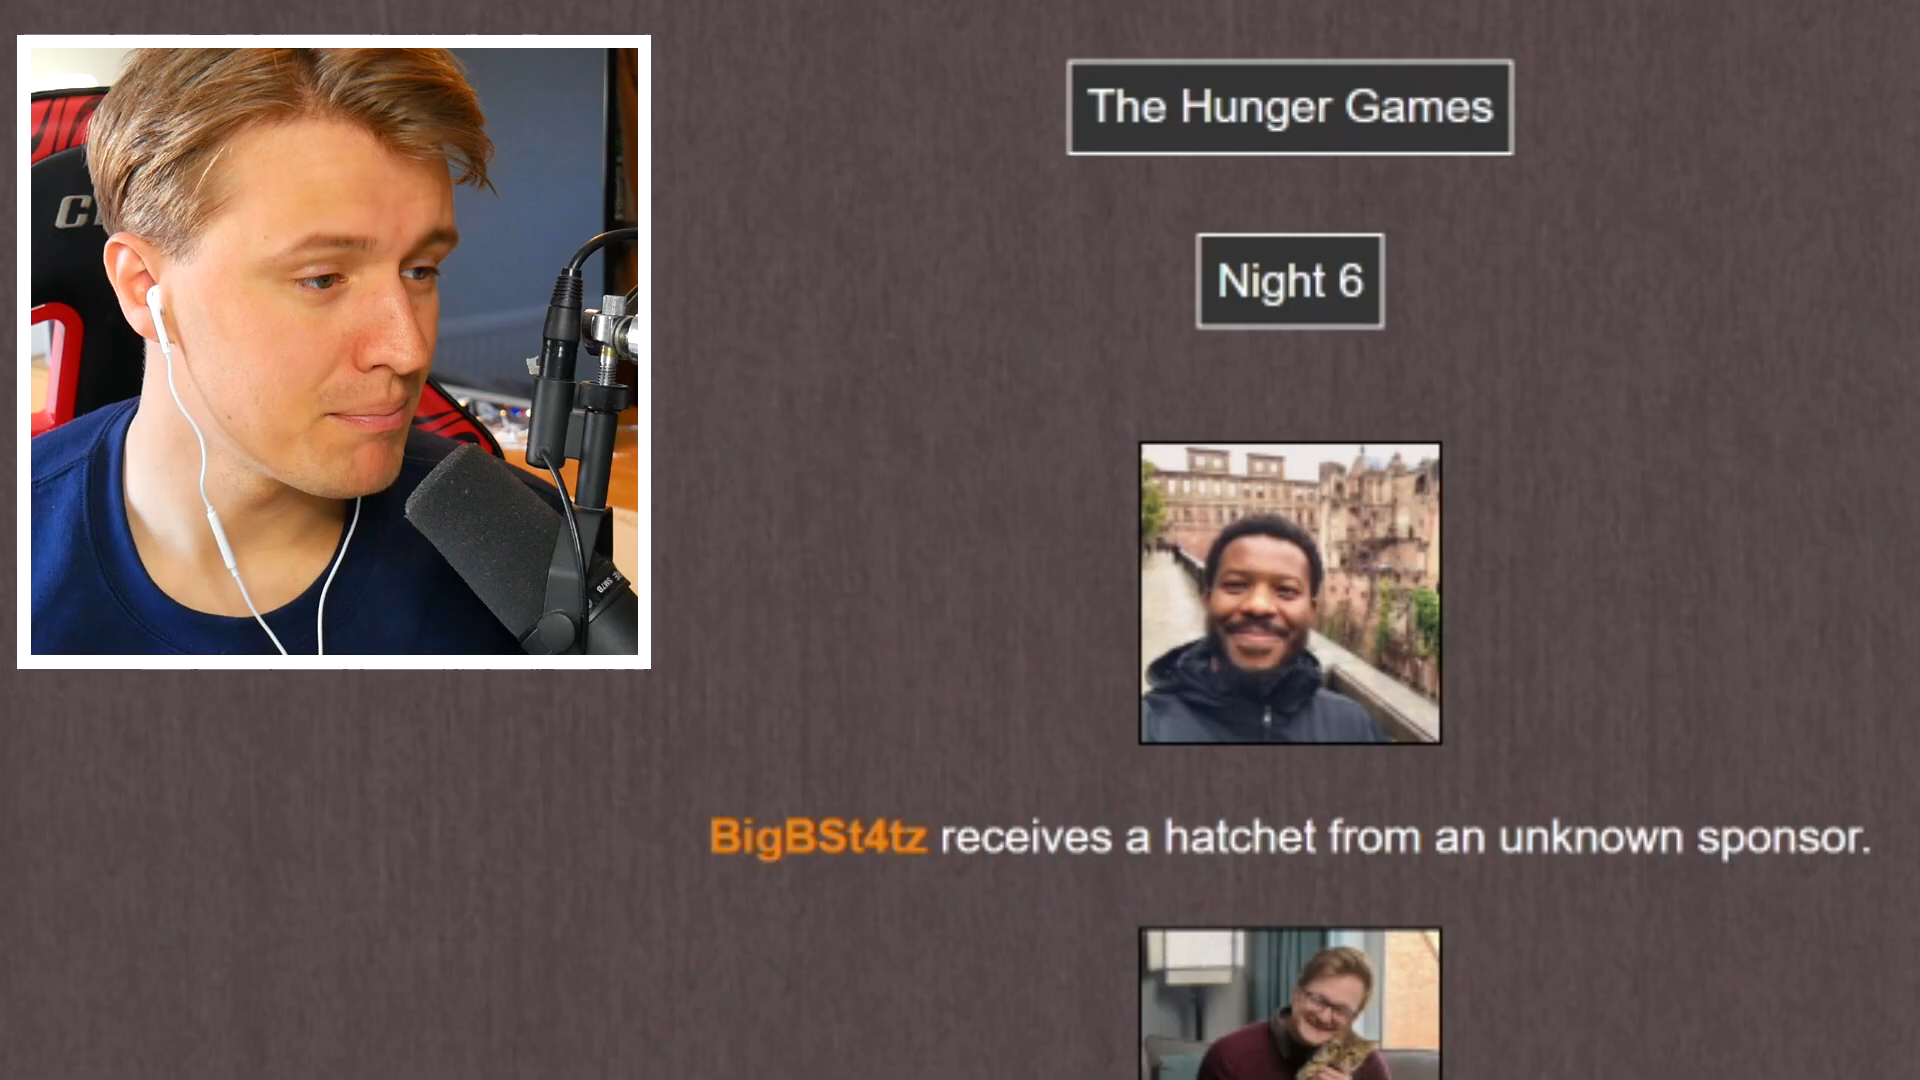 The Hunger Games
Night 6
BigBSt4tz receives a hatchet from an unknown sponsor.